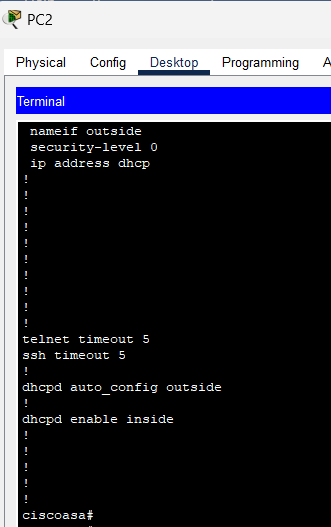 PC2
Physical Config Desktop Programming A
Terminal
nameif outside
security-level 0
ip address dhcp
!
!
!
!
!
!
!
!
!
!
telnet timeout 5
ssh timeout 5
!
dhcpd auto_config outside
!
dhcpd enable inside
!
!
!
!
!
ciscoasa#